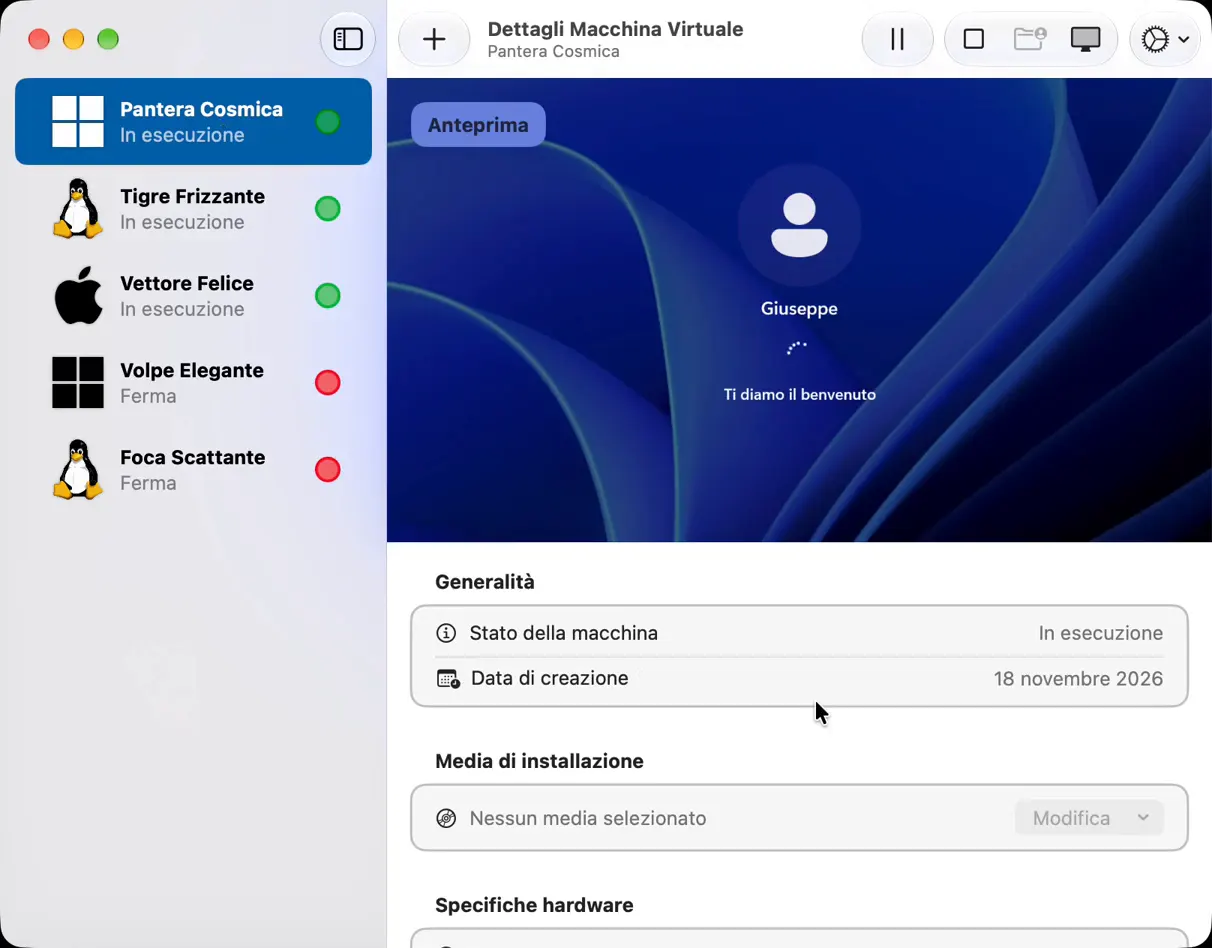 Dettagli Macchina Virtuale
Pantera Cosmica
Pantera Cosmica
In esecuzione
Tigre Frizzante
In esecuzione
Vettore Felice
In esecuzione
Volpe Elegante
Ferma
Foca Scattante
Ferma
Anteprima
Giuseppe
Ti diamo il benvenuto
Generalità
Stato della macchina In esecuzione
Data di creazione 18 novembre 2026
Media di installazione
Nessun media selezionato Modifica
Specifiche hardware